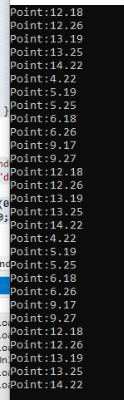 Point:12.18
Point:12.26
Point:13.19
Point:13.25
Point:14.22
Point:4.22
Point:5.19
Point:5.25
Point:6.18
Point:6.26
Point:9.17
Point:9.27
Point:12.18
Point:12.26
Point:13.19
Point:13.25
Point:14.22
Point:4.22
Point:5.19
Point:5.25
Point:6.18
Point:6.26
Point:9.17
Point:9.27
Point:12.18
Point:12.26
Point:13.19
Point:13.25
Point:14.22